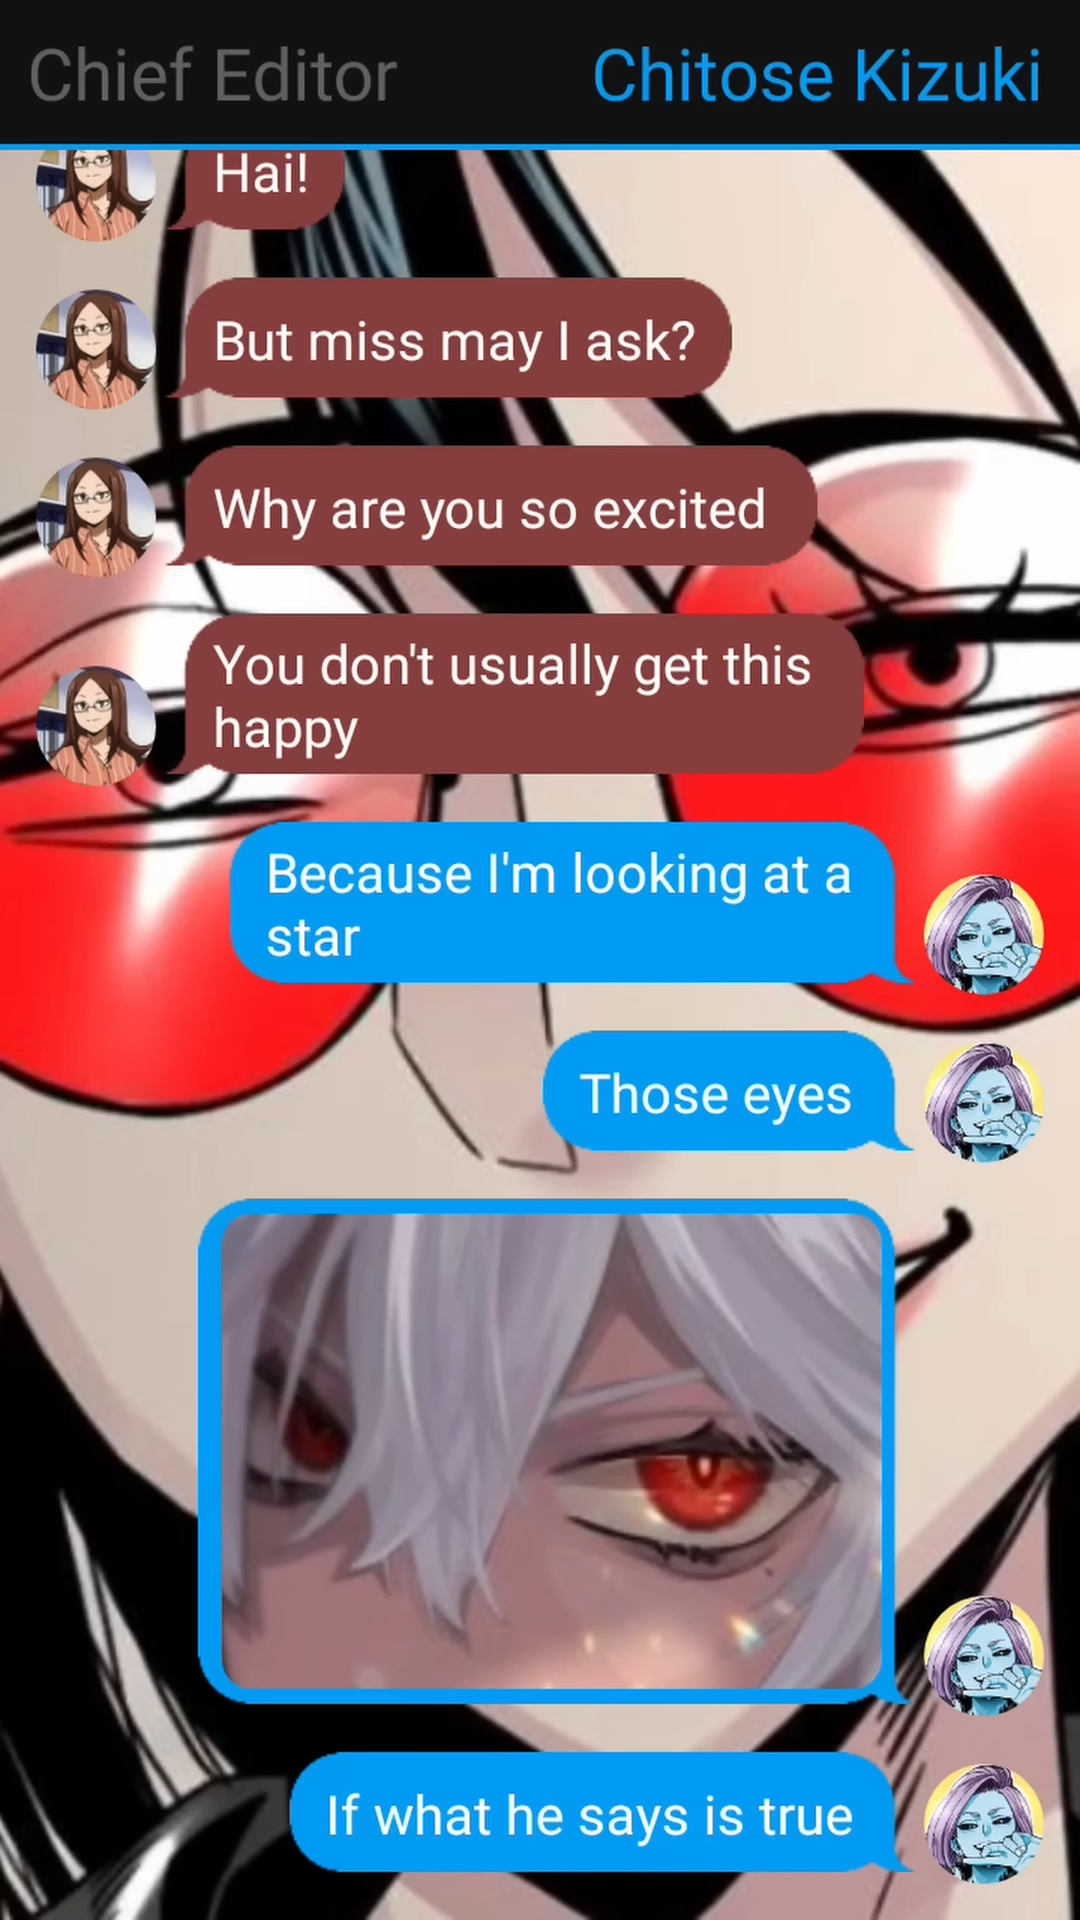 Chief Editor
Chitose Kizuki
Hai!
But miss may I ask?
Why are you so excited
You don't usually get this
happy
Because I'm looking at a
star
Those eyes
If what he says is true